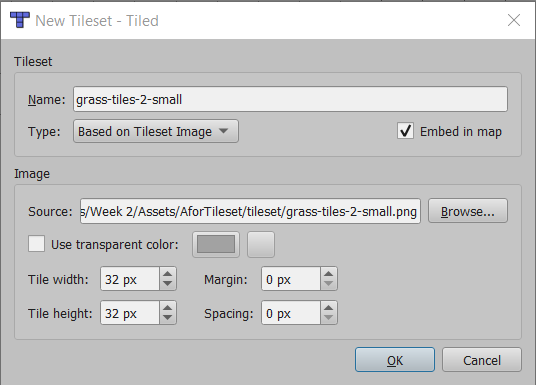 New Tileset - Tiled
Tileset
Name: grass-tiles-2-small
Type: Based on Tileset Image Embed in map
Image
Source: s/Week 2/Assets/AforTileset/tileset/grass-tiles-2-small.png Browse...
Use transparent color:
Tile width: 32 px Margin: 0 px
Tile height: 32 px Spacing: 0 px
OK Cancel